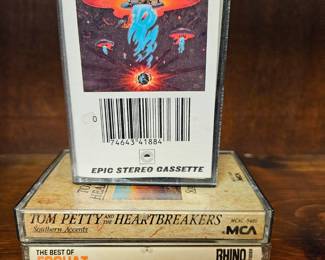 0
74643 41884
EPIC STEREO CASSETTE
TOM PETTY AND THE HEARTBREAKERS
Southern Accents
MCA
THE BEST OF
RHINO